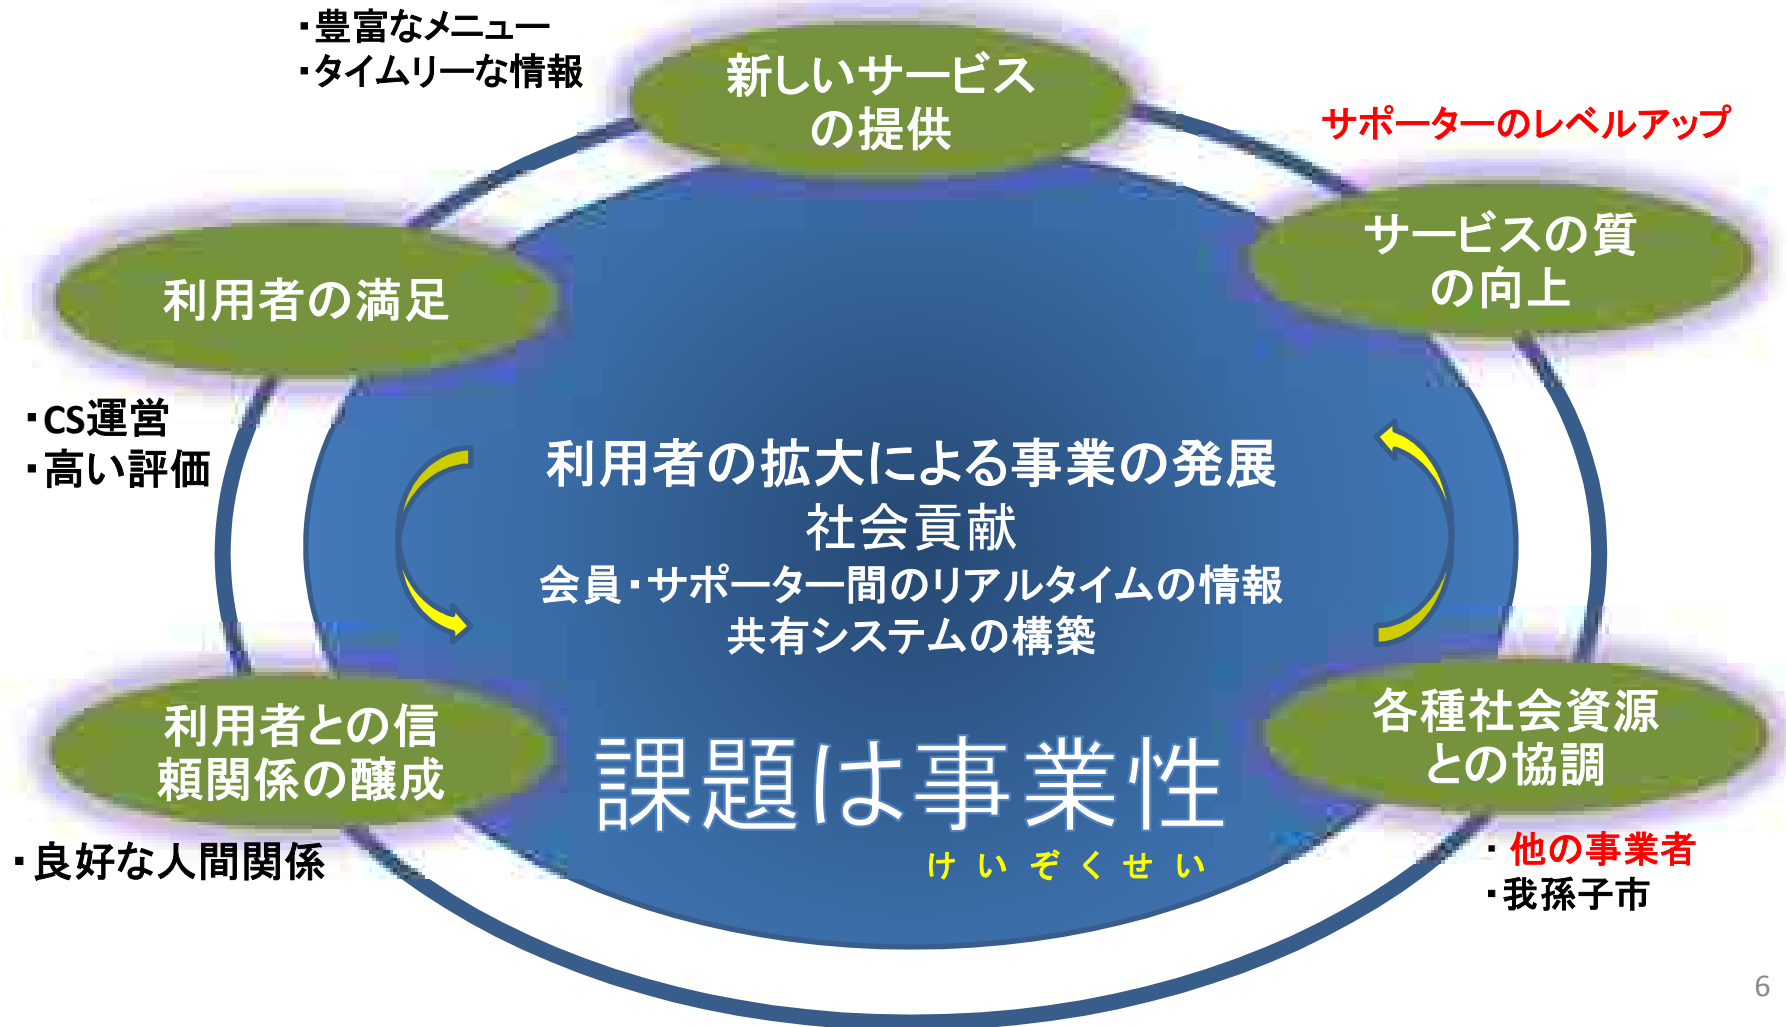 ・豊富なメニュー
・タイムリーな情報
新しいサービス
の提供
サポーターのレベルアップ
サービスの質
の向上
利用者の満足
・CS運営
・高い評価
利用者の拡大による事業の発展
社会貢献
会員・サポーター間のリアルタイムの情報
共有システムの構築
利用者との信
頼関係の醸成
・良好な人間関係
課題は事業性
けいぞくせい
各種社会資源
との協調
・他の事業者
・我孫子市
6